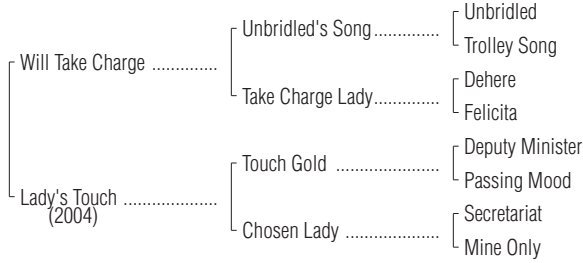 Unbridled
Unbridled's Song..............
Trolley Song
Will Take Charge ..............
Dehere
Take Charge Lady..............
Felicita
Deputy Minister
Touch Gold ......................
Passing Mood
Lady's Touch ....................
(2004)
Secretariat
Chosen Lady ....................
Mine Only